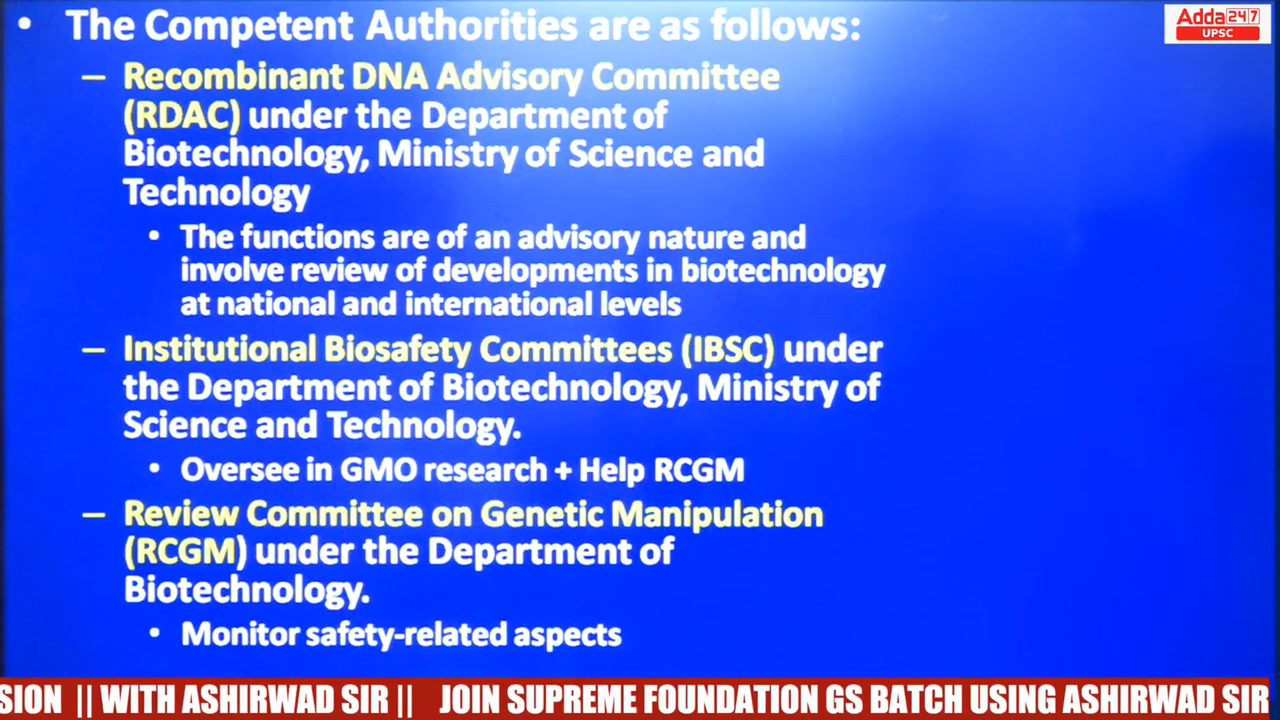 • The Competent Authorities are as follows:
Adda 24|7
UPSC
– Recombinant DNA Advisory Committee
(RDAC) under the Department of
Biotechnology, Ministry of Science and
Technology
• The functions are of an advisory nature and
involve review of developments in biotechnology
at national and international levels
– Institutional Biosafety Committees (IBSC) under
the Department of Biotechnology, Ministry of
Science and Technology.
• Oversee in GMO research + Help RCGM
– Review Committee on Genetic Manipulation
(RCGM) under the Department of
Biotechnology.
• Monitor safety-related aspects
SION || WITH ASHIRWAD SIR || JOIN SUPREME FOUNDATION GS BATCH USING ASHIRWAD SIR